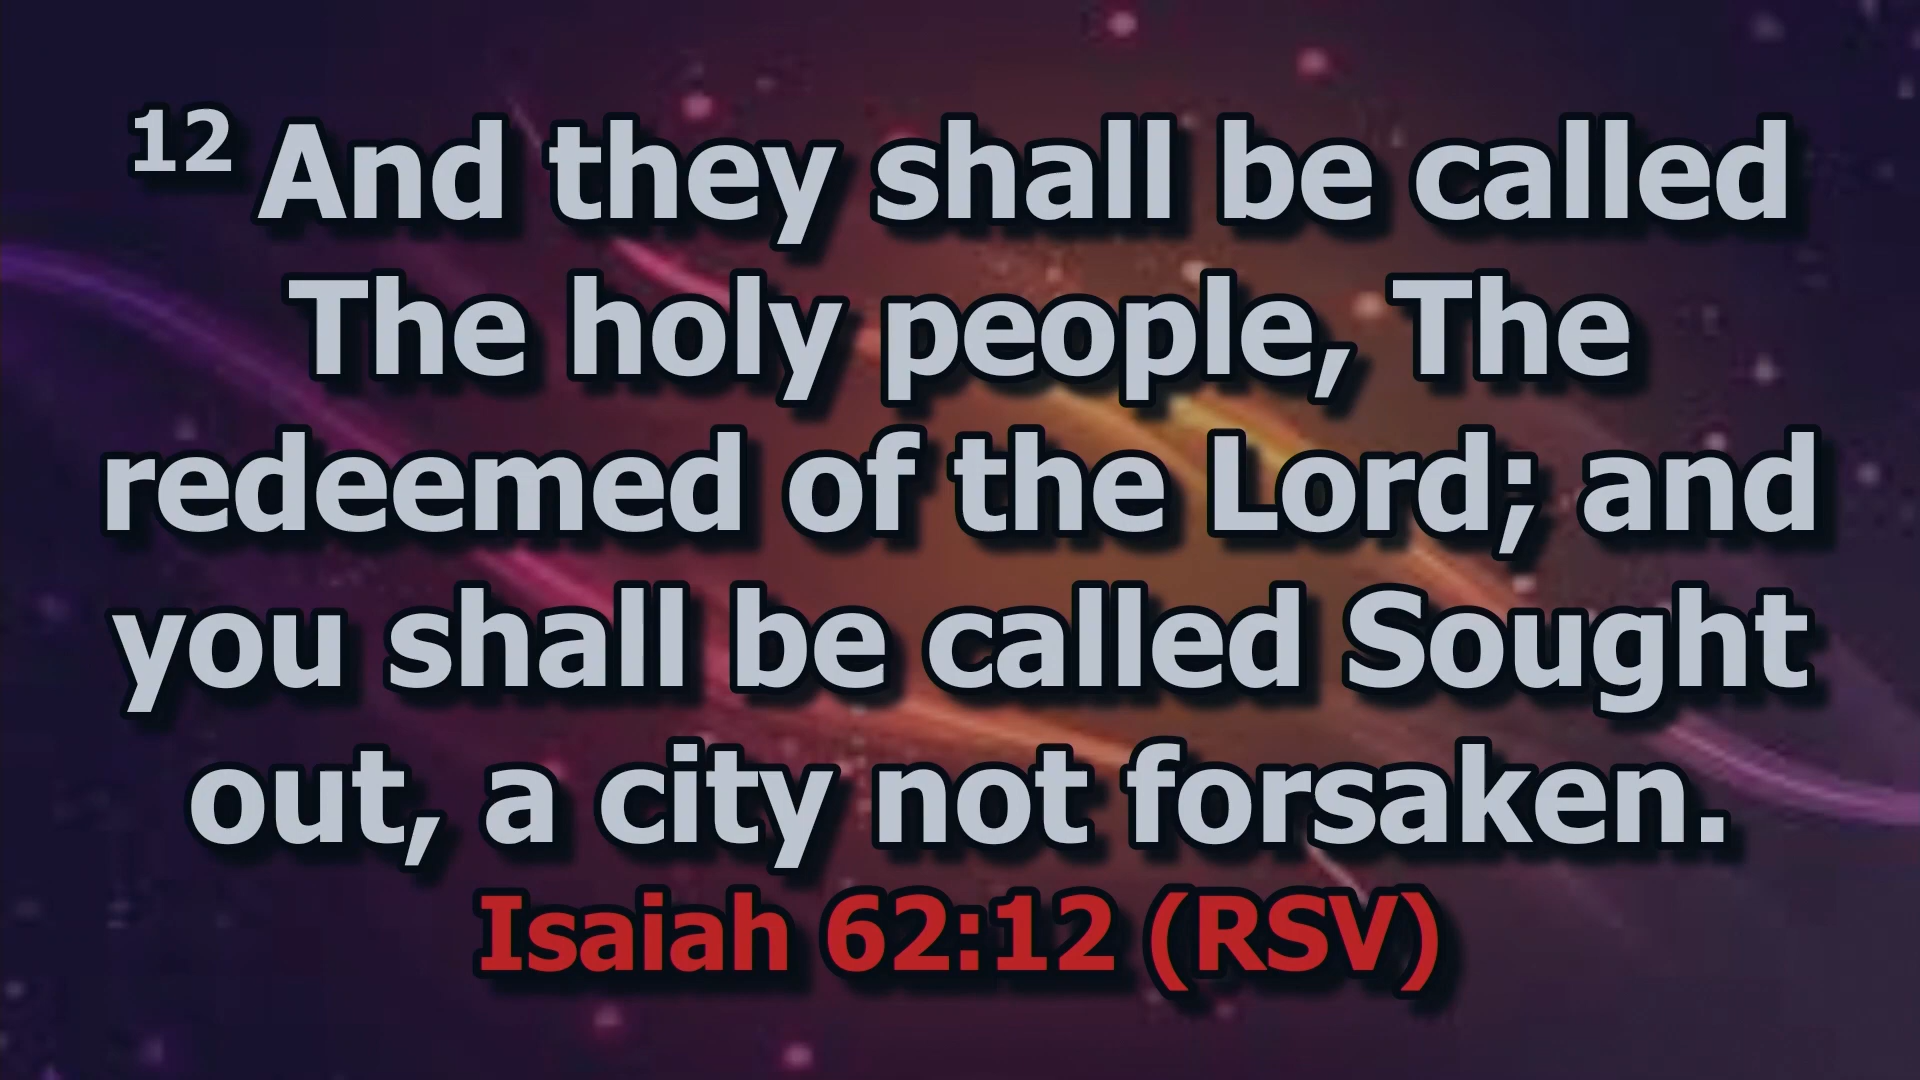 12 And they shall be called
The holy people, The
redeemed of the Lord; and
you shall be called Sought
out, a city not forsaken.
Isaiah 62:12 (RSV)